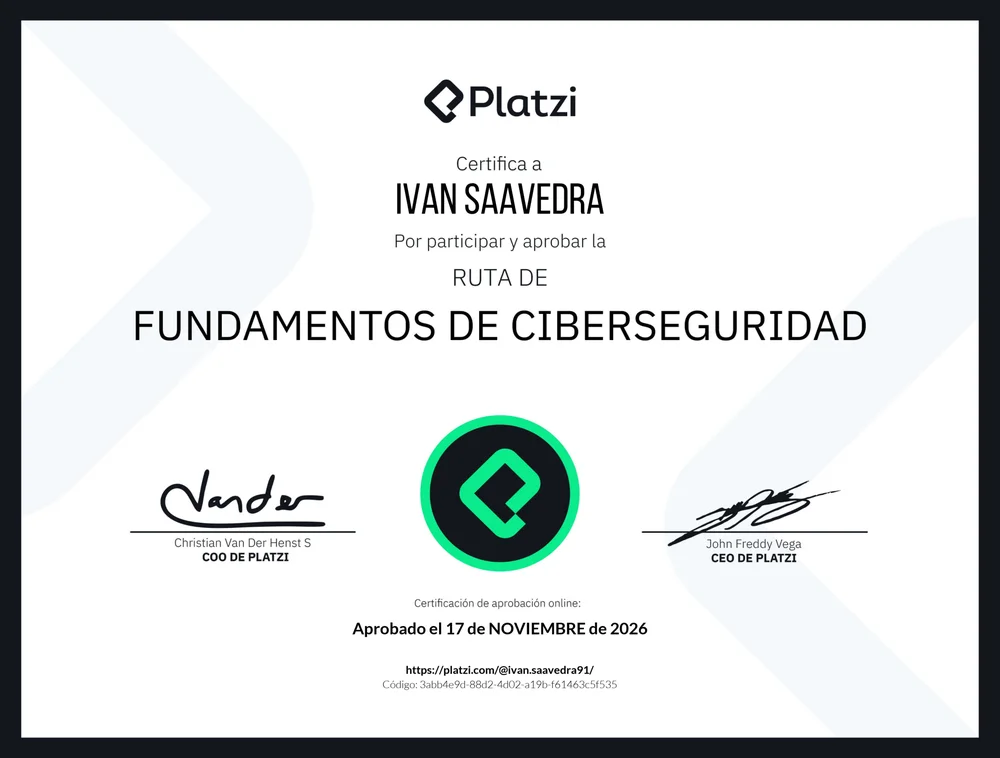 Platzi
Certifica a
IVAN SAAVEDRA
Por participar y aprobar la
RUTA DE
FUNDAMENTOS DE CIBERSEGURIDAD
Vander
Christian Van Der Henst S
COO DE PLATZI
John Freddy Vega
CEO DE PLATZI
Certificación de aprobación online:
Aprobado el 17 de NOVIEMBRE de 2026
https://platzi.com/@ivan.saavedra91/
Código: 3abb4e9d-88d2-4d02-a19b-f61463c5f535